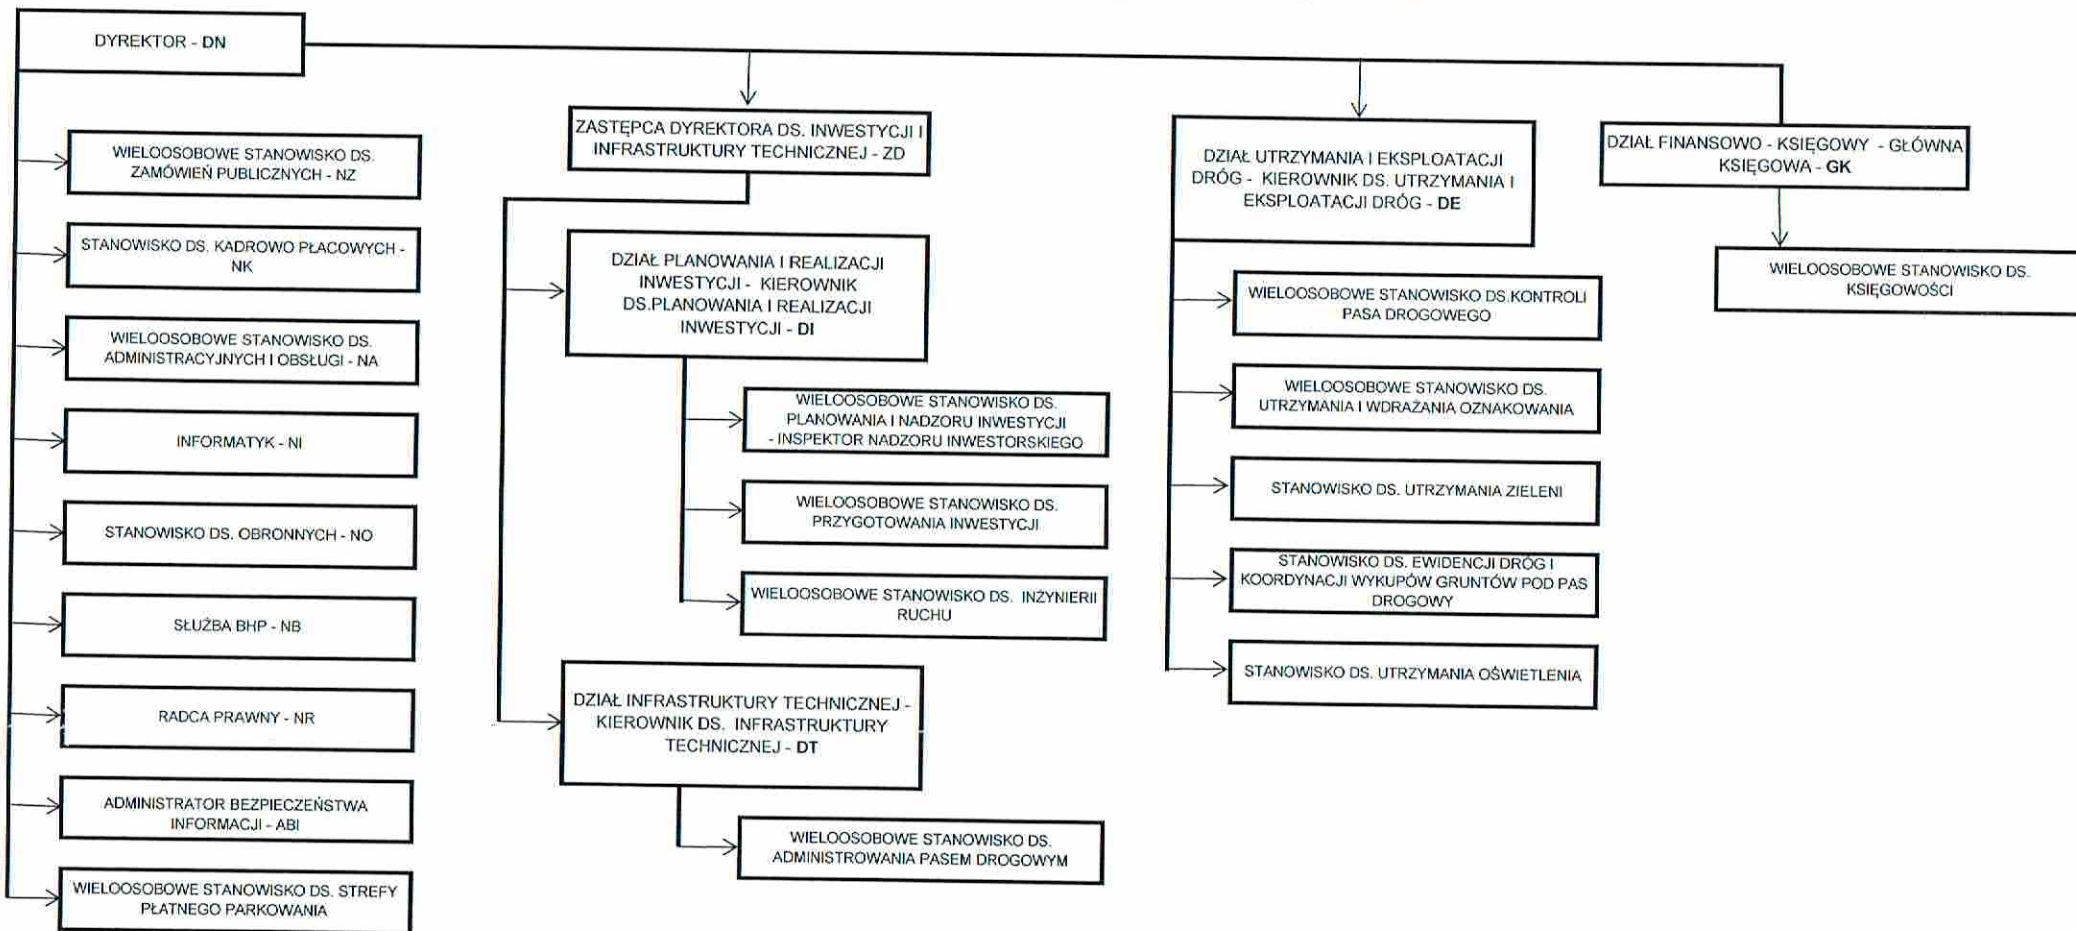 DYREKTOR - DN
WIELOOSOBOWE STANOWISKO DS.
ZAMÓWIEŃ PUBLICZNYCH - NZ
STANOWISKO DS. KADROWO PŁACOWYCH -
NK
WIELOOSOBOWE STANOWISKO DS.
ADMINISTRACYJNYCH I OBSŁUGI - NA
INFORMATYK - NI
STANOWISKO DS. OBRONNYCH - NO
SŁUŻBA BHP - NB
RADCA PRAWNY - NR
ADMINISTRATOR BEZPIECZEŃSTWA
INFORMACJI - ABI
WIELOOSOBOWE STANOWISKO DS. STREFY
PŁATNEGO PARKOWANIA
ZASTĘPCA DYREKTORA DS. INWESTYCJI I
INFRASTRUKTURY TECHNICZNEJ - ZD
DZIAŁ PLANOWANIA I REALIZACJI
INWESTYCJI - KIEROWNIK
DS.PLANOWANIA I REALIZACJI
INWESTYCJI - DI
WIELOOSOBOWE STANOWISKO DS.
PLANOWANIA I NADZORU INWESTYCJI
- INSPEKTOR NADZORU INWESTORSKIEGO
WIELOOSOBOWE STANOWISKO DS.
PRZYGOTOWANIA INWESTYCJI
WIELOOSOBOWE STANOWISKO DS. INŻYNIERII
RUCHU
DZIAŁ INFRASTRUKTURY TECHNICZNEJ -
KIEROWNIK DS. INFRASTRUKTURY
TECHNICZNEJ - DT
WIELOOSOBOWE STANOWISKO DS.
ADMINISTROWANIA PASEM DROGOWYM
DZIAŁ UTRZYMANIA I EKSPLOATACJI
DRÓG - KIEROWNIK DS. UTRZYMANIA I
EKSPLOATACJI DRÓG - DE
WIELOOSOBOWE STANOWISKO DS.KONTROLI
PASA DROGOWEGO
WIELOOSOBOWE STANOWISKO DS.
UTRZYMANIA I WDRAŻANIA OZNAKOWANIA
STANOWISKO DS. UTRZYMANIA ZIELENI
STANOWISKO DS. EWIDENCJI DRÓG I
KOORDYNACJI WYKUPÓW GRUNTÓW POD PAS
DROGOWY
STANOWISKO DS. UTRZYMANIA OŚWIETLENIA
DZIAŁ FINANSOWO - KSIĘGOWY - GŁÓWNA
KSIĘGOWA - GK
WIELOOSOBOWE STANOWISKO DS.
KSIĘGOWOŚCI